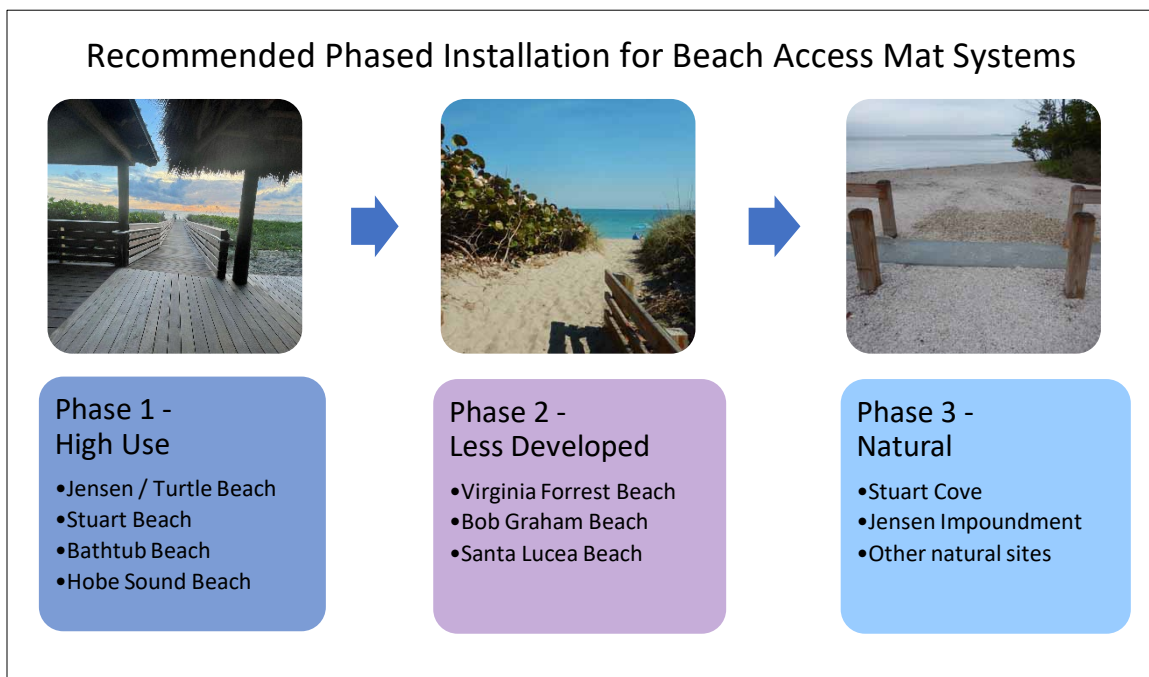 Recommended Phased Installation for Beach Access Mat Systems
Phase 1 -
High Use
•Jensen / Turtle Beach
•Stuart Beach
•Bathtub Beach
•Hobe Sound Beach
Phase 2 -
Less Developed
•Virginia Forrest Beach
•Bob Graham Beach
•Santa Lucea Beach
Phase 3 -
Natural
•Stuart Cove
•Jensen Impoundment
•Other natural sites